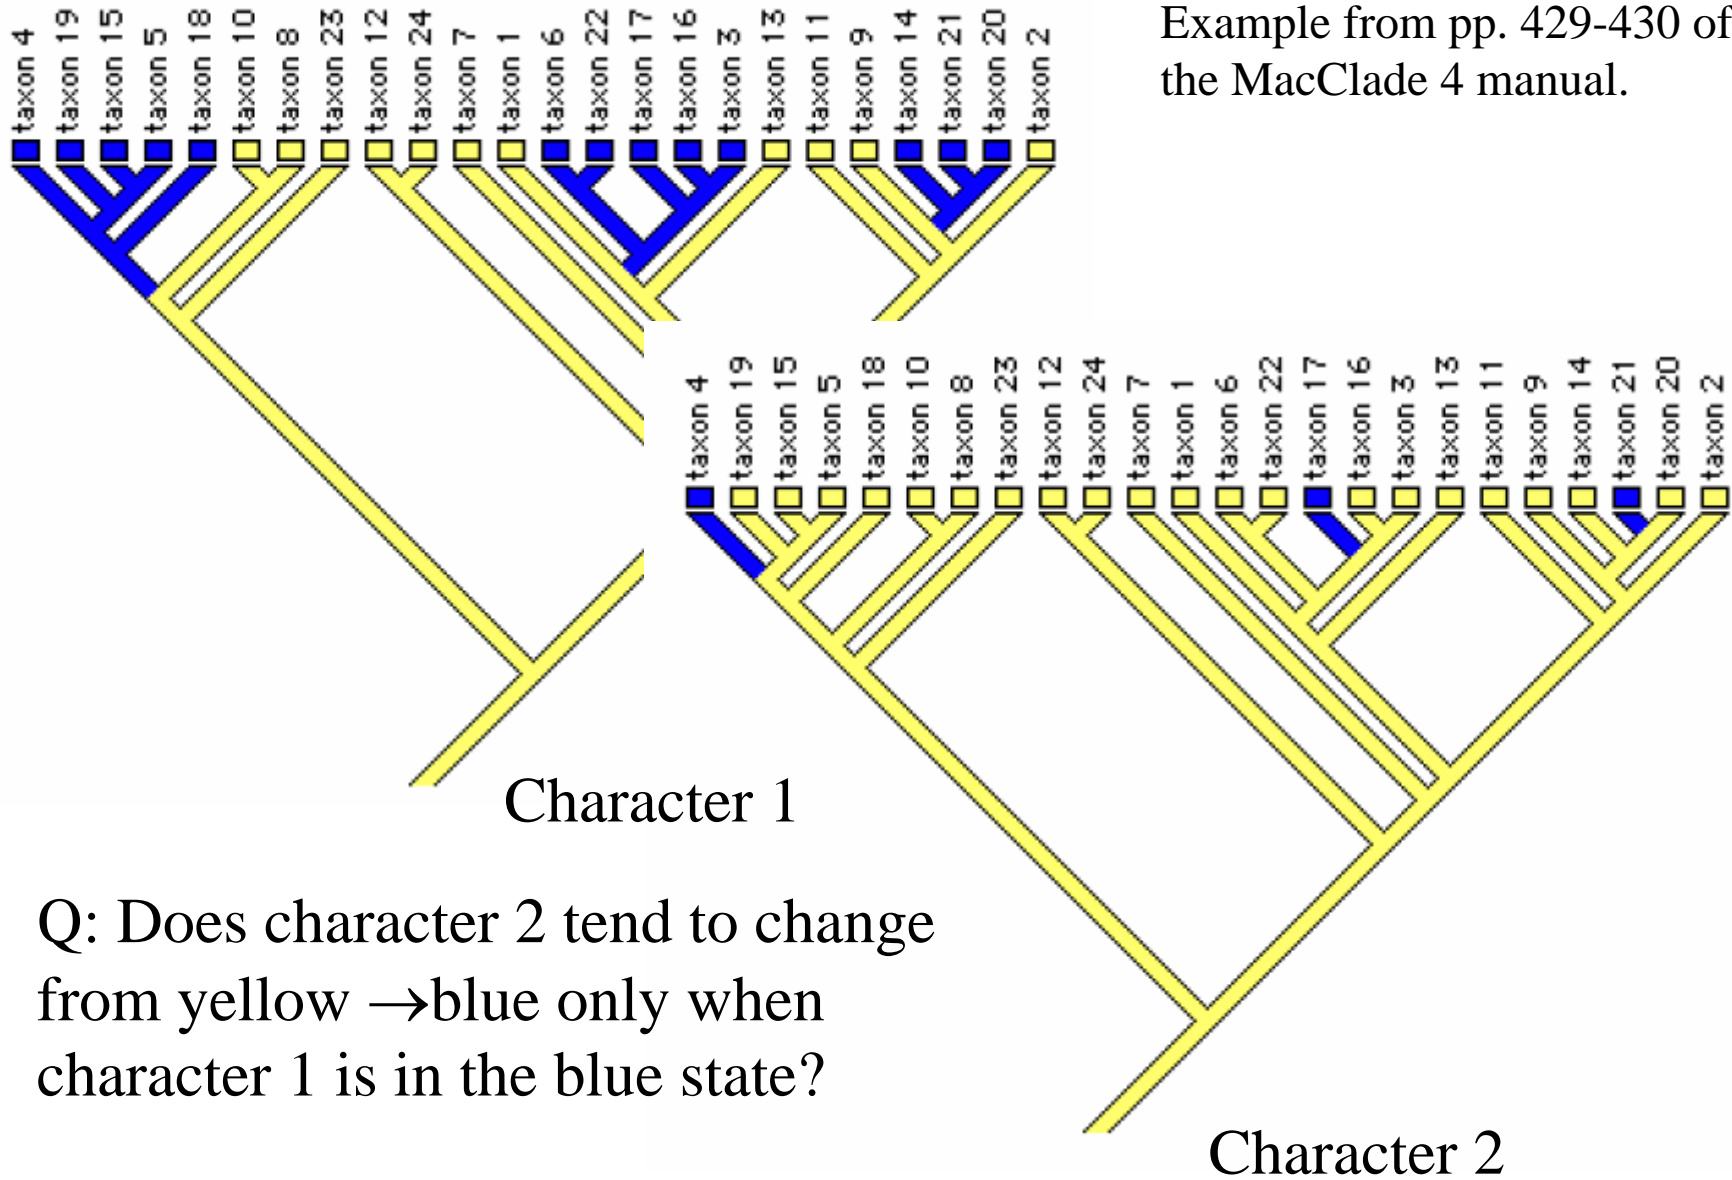 taxon 4
taxon 19
taxon 15
taxon 5
taxon 18
taxon 10
taxon 8
taxon 23
taxon 12
taxon 24
taxon 7
taxon 1
taxon 6
taxon 22
taxon 17
taxon 16
taxon 3
taxon 13
taxon 11
taxon 9
taxon 14
taxon 21
taxon 20
taxon 2
Example from pp. 429-430 of
the MacClade 4 manual.
taxon 4
taxon 19
taxon 15
taxon 5
taxon 18
taxon 10
taxon 8
taxon 23
taxon 12
taxon 24
taxon 7
taxon 1
taxon 6
taxon 22
taxon 17
taxon 16
taxon 3
taxon 13
taxon 11
taxon 9
taxon 14
taxon 21
taxon 20
taxon 2
Character 1
Q: Does character 2 tend to change
from yellow →blue only when
character 1 is in the blue state?
Character 2